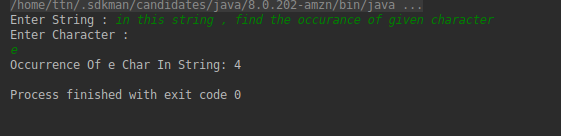 /home/ttn/.sdkman/candidates/java/8.0.202-amzn/bin/java ...
Enter String : in this string , find the occurance of given character
Enter Character :
e
Occurrence Of e Char In String: 4
Process finished with exit code 0